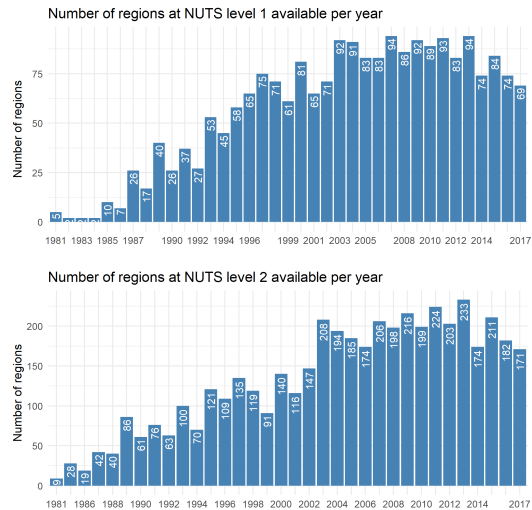 Number of regions at NUTS level 1 available per year
Number of regions
75
50
25
0
5 2 2 2 10 7 26 17 40 26 37 27 53 45 58 65 75 71 61 81 65 71 92 91 83 83 94 86 92 89 93 83 94 74 84 74 69
1981 1983 1985 1987 1990 1992 1994 1996 1999 2001 2003 2005 2008 2010 2012 2014 2017
Number of regions at NUTS level 2 available per year
Number of regions
200
150
100
50
0
9 28 19 42 40 86 61 76 63 100 70 121 109 135 119 91 140 116 147 208 194 185 174 206 198 216 199 224 203 233 174 211 182 171
1981 1986 1988 1990 1992 1994 1996 1998 2000 2002 2004 2006 2008 2010 2012 2014 2017